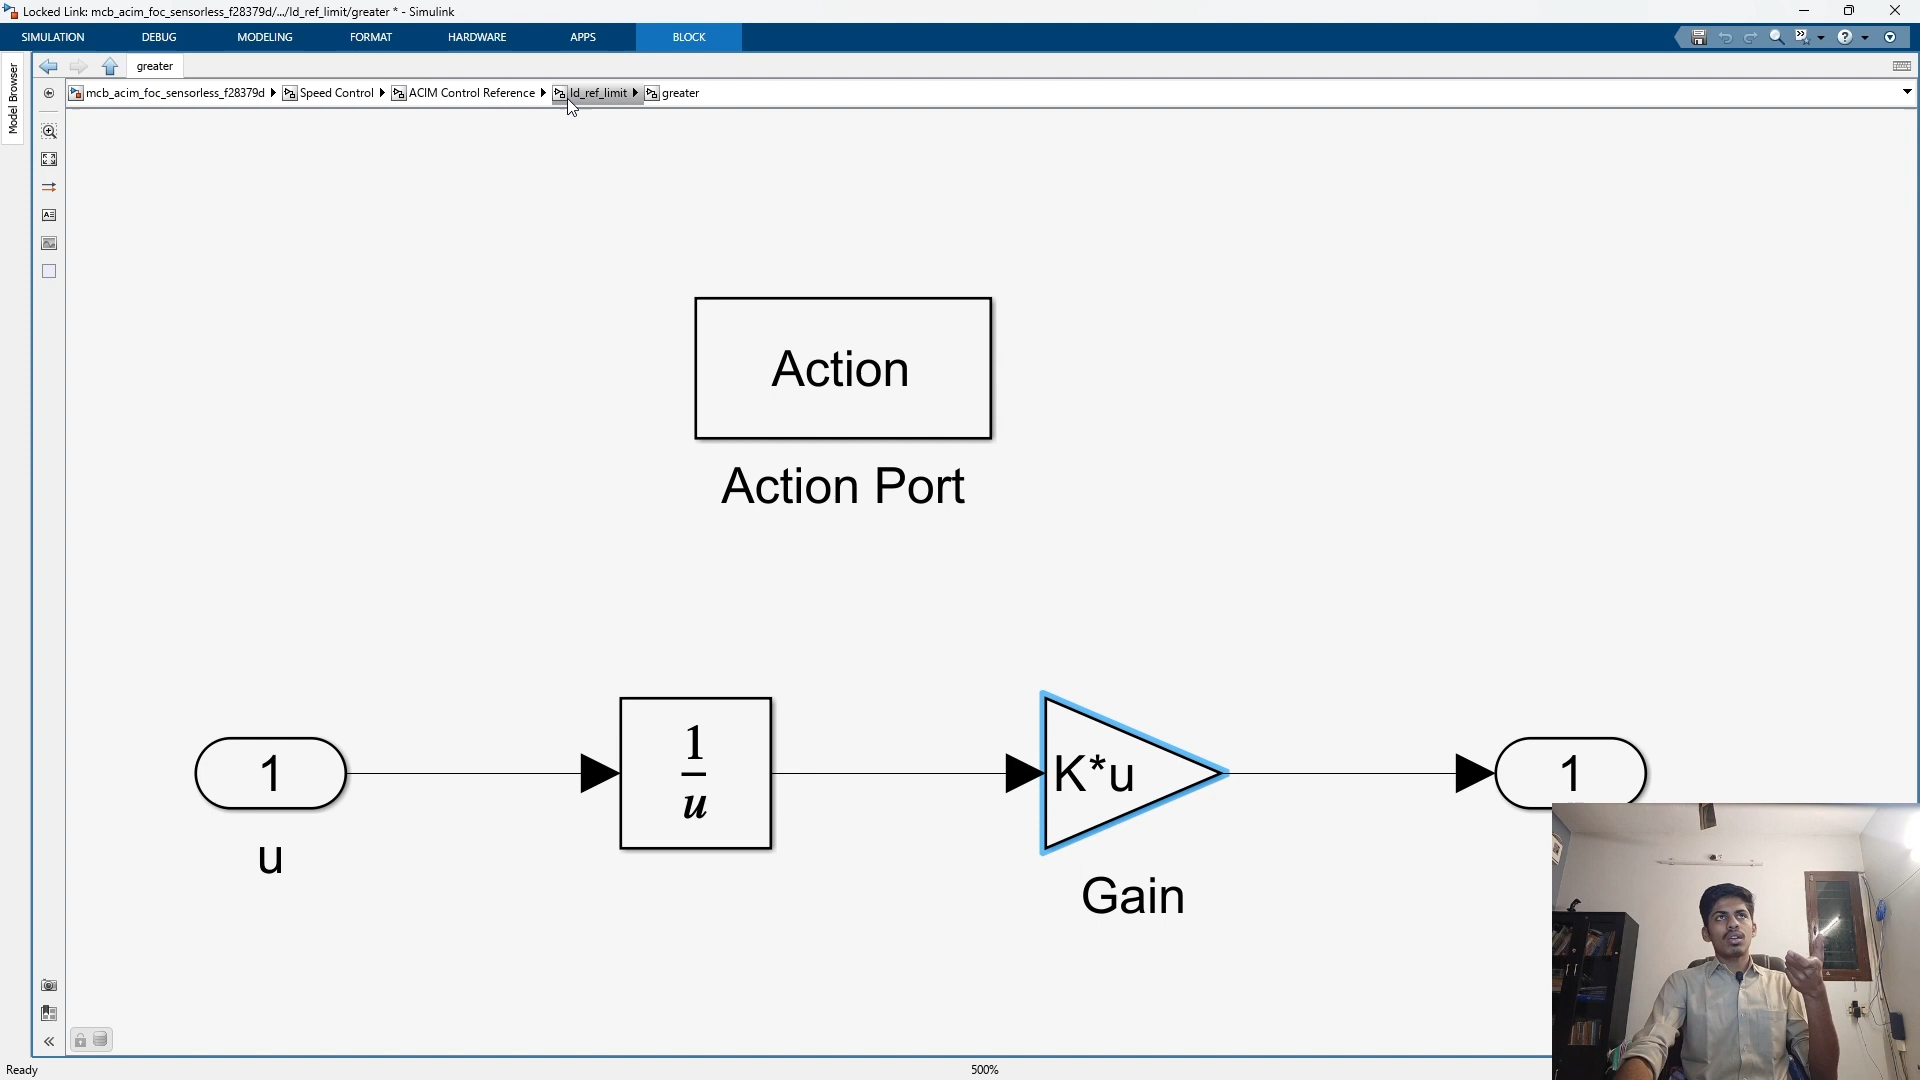 Locked Link: mcb_acim_foc_sensorless_f28379d/.../Id_ref_limit/greater * - Simulink
SIMULATION DEBUG MODELING FORMAT HARDWARE APPS BLOCK
greater
mcb_acim_foc_sensorless_f28379d Speed Control ACIM Control Reference Id_ref_limit greater
Model Browser
Action
Action Port
1
1
u
K*u
1
u
Gain
Ready
500%